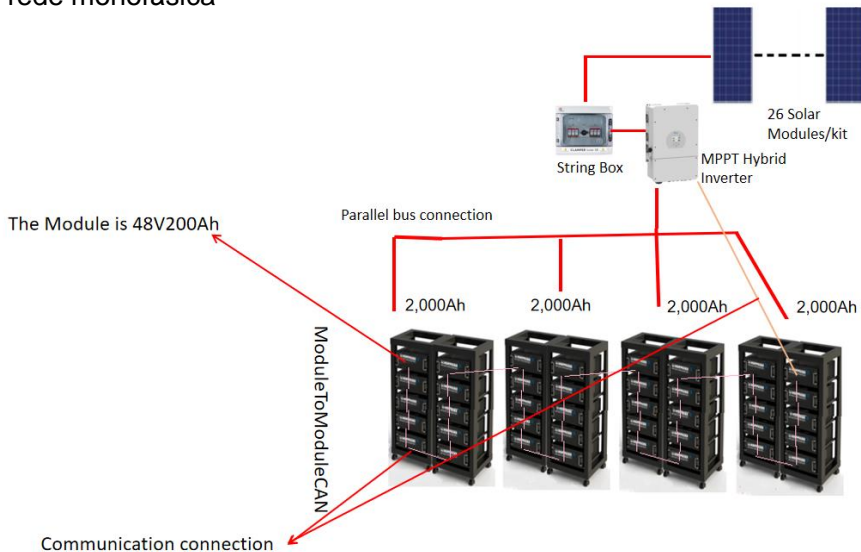 rede monofásica
26 Solar
Modules/kit
String Box
MPPT Hybrid
Inverter
The Module is 48V200Ah
Parallel bus connection
2,000Ah
2,000Ah
2,000Ah
2,000Ah
ModuleToModuleCAN
Communication connection